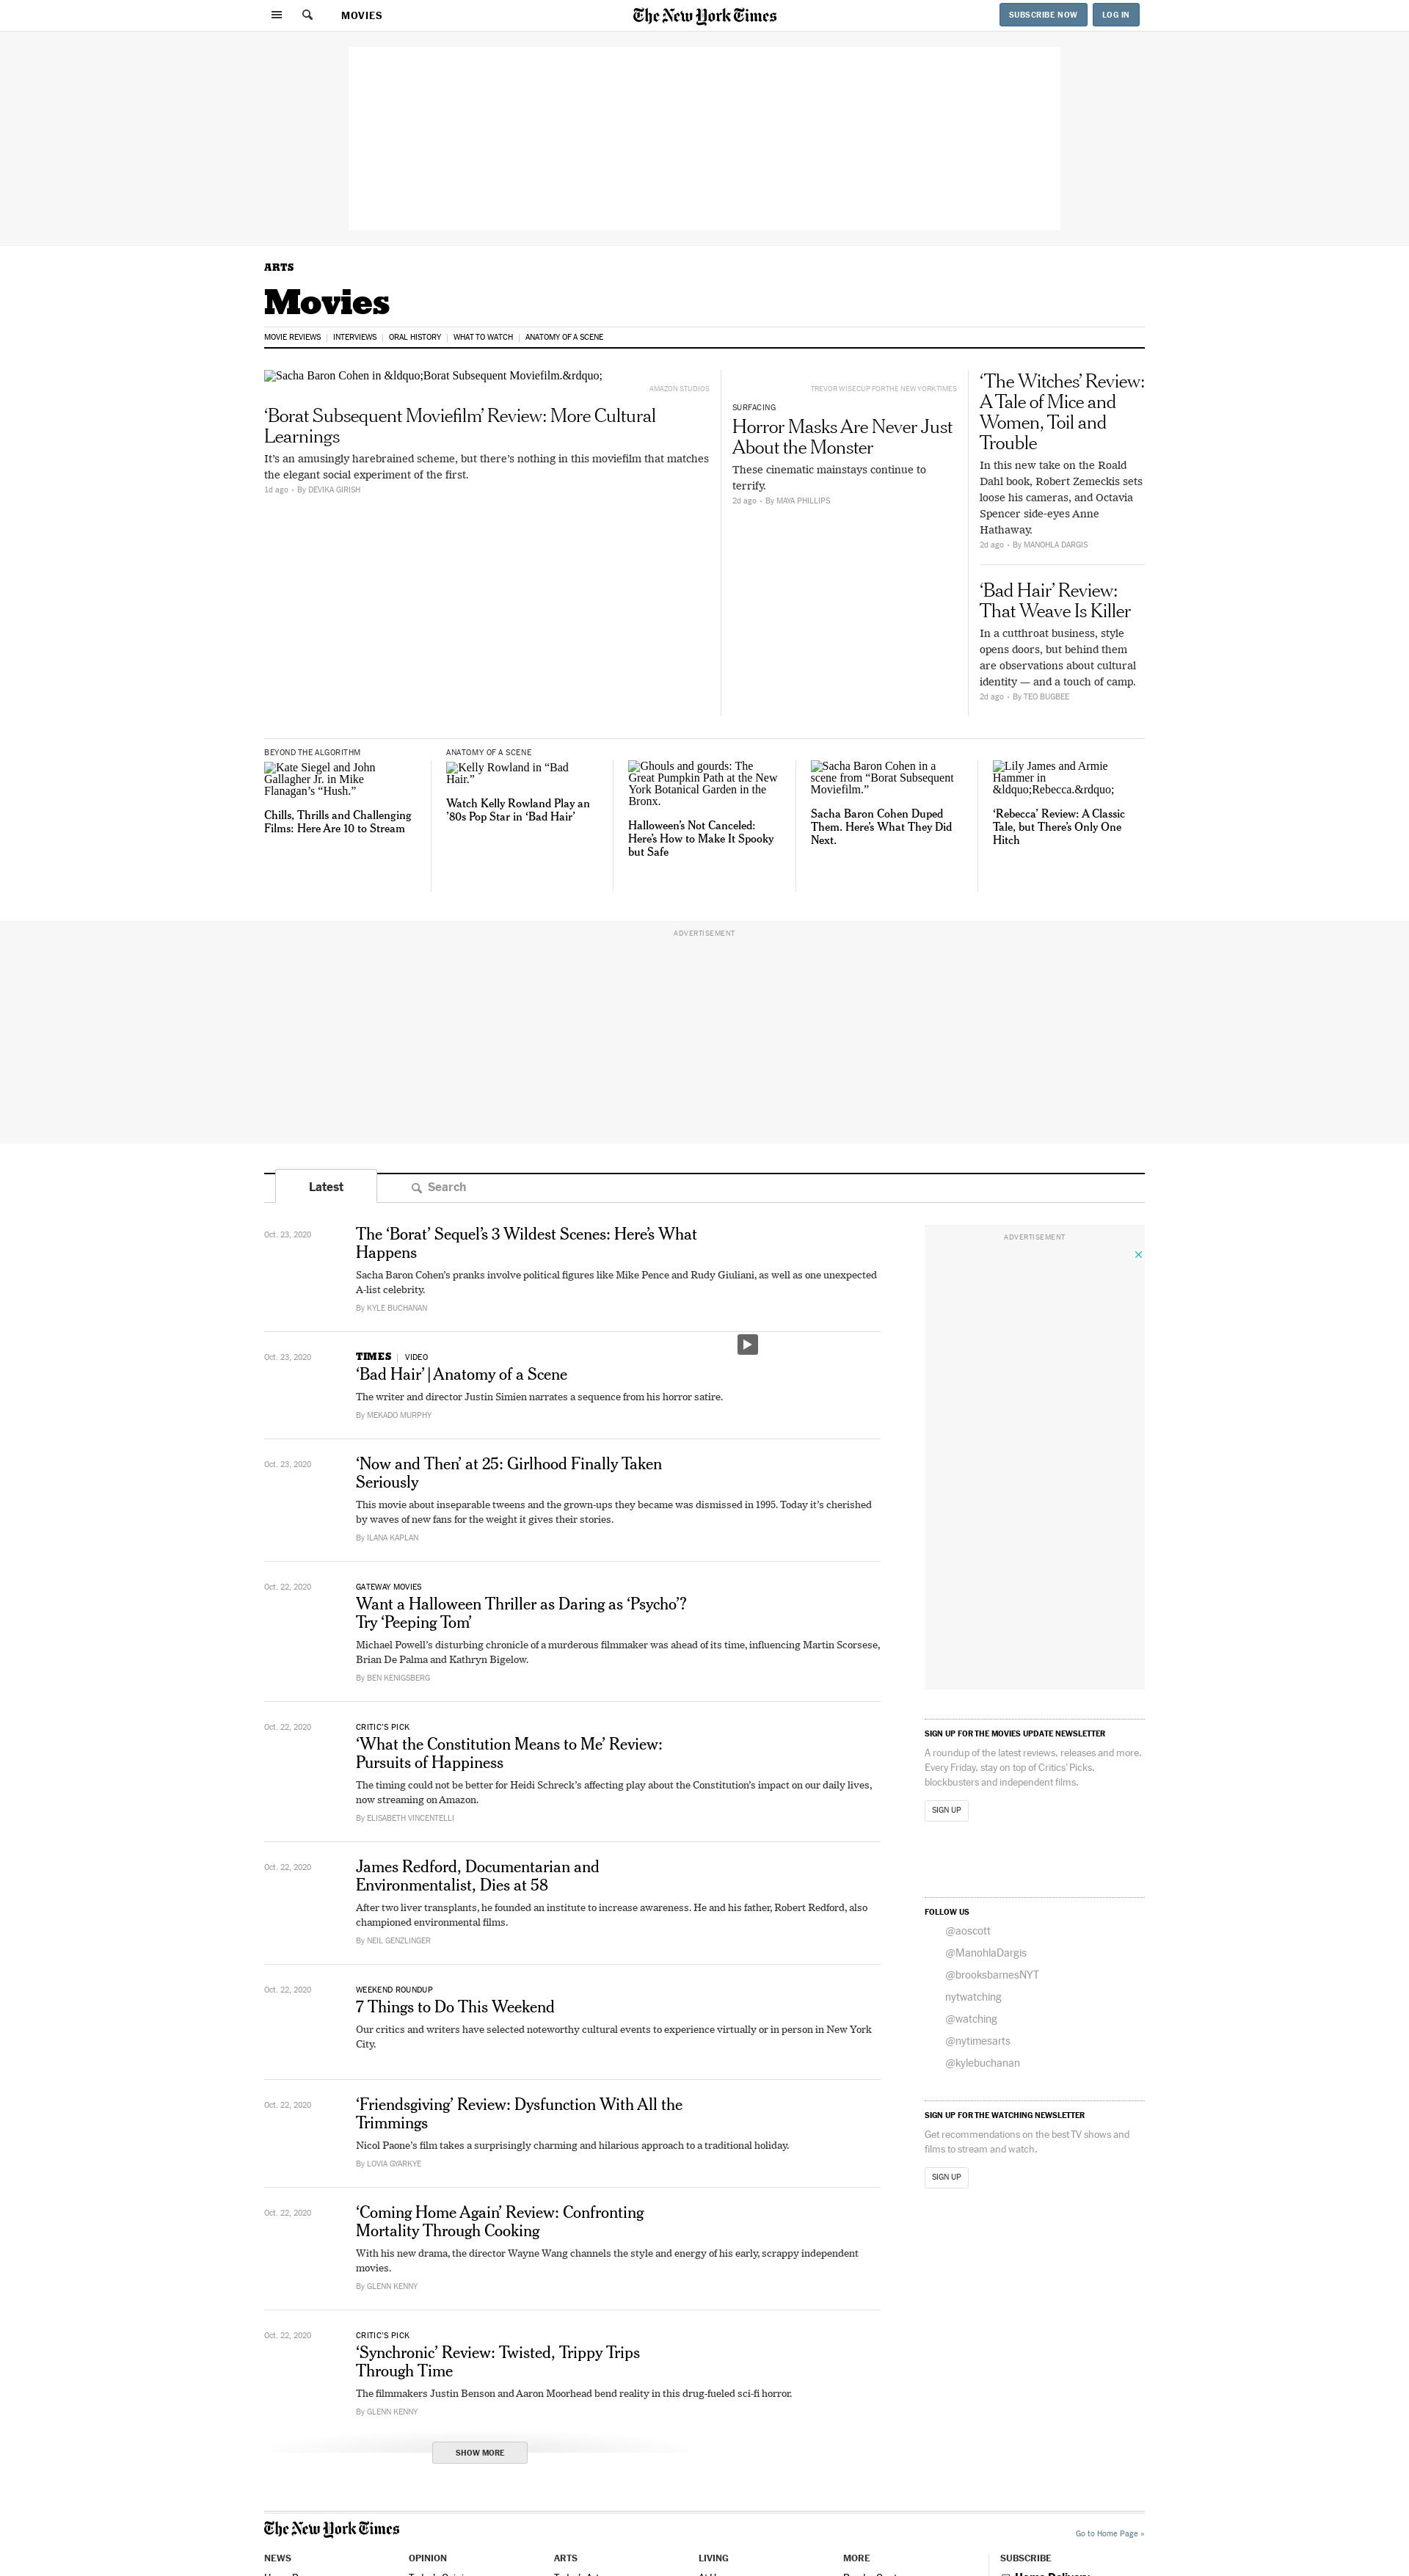 MOVIES
The New York Times
SUBSCRIBE NOW
LOG IN
ARTS
Movies
MOVIE REVIEWS
INTERVIEWS
ORAL HISTORY
WHAT TO WATCH
ANATOMY OF A SCENE
Sacha Baron Cohen in &ldquo;Borat Subsequent Moviefilm.&rdquo;
AMAZON STUDIOS
‘Borat Subsequent Moviefilm’ Review: More Cultural
Learnings
It’s an amusingly harebrained scheme, but there’s nothing in this moviefilm that matches
the elegant social experiment of the first.
1d ago • By DEVIKA GIRISH
TREVOR WISECUP FOR THE NEW YORK TIMES
SURFACING
Horror Masks Are Never Just
About the Monster
These cinematic mainstays continue to
terrify.
2d ago • By MAYA PHILLIPS
‘The Witches’ Review:
A Tale of Mice and
Women, Toil and
Trouble
In this new take on the Roald
Dahl book, Robert Zemeckis sets
loose his cameras, and Octavia
Spencer side-eyes Anne
Hathaway.
2d ago • By MANOHLA DARGIS
‘Bad Hair’ Review:
That Weave Is Killer
In a cutthroat business, style
opens doors, but behind them
are observations about cultural
identity — and a touch of camp.
2d ago • By TEO BUGBEE
BEYOND THE ALGORITHM
Kate Siegel and John
Gallagher Jr. in Mike
Flanagan’s “Hush.”
Chills, Thrills and Challenging
Films: Here Are 10 to Stream
ANATOMY OF A SCENE
Kelly Rowland in “Bad
Hair.”
Watch Kelly Rowland Play an
’80s Pop Star in ‘Bad Hair’
Ghouls and gourds: The
Great Pumpkin Path at the New
York Botanical Garden in the
Bronx.
Halloween’s Not Canceled:
Here’s How to Make It Spooky
but Safe
Sacha Baron Cohen in a
scene from “Borat Subsequent
Moviefilm.”
Sacha Baron Cohen Duped
Them. Here’s What They Did
Next.
Lily James and Armie
Hammer in
&ldquo;Rebecca.&rdquo;
‘Rebecca’ Review: A Classic
Tale, but There’s Only One
Hitch
ADVERTISEMENT
Latest
Search
Oct. 23, 2020
The ‘Borat’ Sequel’s 3 Wildest Scenes: Here’s What
Happens
Sacha Baron Cohen’s pranks involve political figures like Mike Pence and Rudy Giuliani, as well as one unexpected
A-list celebrity.
By KYLE BUCHANAN
Oct. 23, 2020
TIMES VIDEO
‘Bad Hair’ | Anatomy of a Scene
The writer and director Justin Simien narrates a sequence from his horror satire.
By MEKADO MURPHY
Oct. 23, 2020
‘Now and Then’ at 25: Girlhood Finally Taken
Seriously
This movie about inseparable tweens and the grown-ups they became was dismissed in 1995. Today it’s cherished
by waves of new fans for the weight it gives their stories.
By ILANA KAPLAN
Oct. 22, 2020
GATEWAY MOVIES
Want a Halloween Thriller as Daring as ‘Psycho’?
Try ‘Peeping Tom’
Michael Powell’s disturbing chronicle of a murderous filmmaker was ahead of its time, influencing Martin Scorsese,
Brian De Palma and Kathryn Bigelow.
By BEN KENIGSBERG
Oct. 22, 2020
CRITIC’S PICK
‘What the Constitution Means to Me’ Review:
Pursuits of Happiness
The timing could not be better for Heidi Schreck’s affecting play about the Constitution’s impact on our daily lives,
now streaming on Amazon.
By ELISABETH VINCENTELLI
Oct. 22, 2020
James Redford, Documentarian and
Environmentalist, Dies at 58
After two liver transplants, he founded an institute to increase awareness. He and his father, Robert Redford, also
championed environmental films.
By NEIL GENZLINGER
Oct. 22, 2020
WEEKEND ROUNDUP
7 Things to Do This Weekend
Our critics and writers have selected noteworthy cultural events to experience virtually or in person in New York
City.
Oct. 22, 2020
‘Friendsgiving’ Review: Dysfunction With All the
Trimmings
Nicol Paone’s film takes a surprisingly charming and hilarious approach to a traditional holiday.
By LOVIA GYARKYE
Oct. 22, 2020
‘Coming Home Again’ Review: Confronting
Mortality Through Cooking
With his new drama, the director Wayne Wang channels the style and energy of his early, scrappy independent
movies.
By GLENN KENNY
Oct. 22, 2020
CRITIC’S PICK
‘Synchronic’ Review: Twisted, Trippy Trips
Through Time
The filmmakers Justin Benson and Aaron Moorhead bend reality in this drug-fueled sci-fi horror.
By GLENN KENNY
SHOW MORE
ADVERTISEMENT
SIGN UP FOR THE MOVIES UPDATE NEWSLETTER
A roundup of the latest reviews, releases and more.
Every Friday, stay on top of Critics’ Picks,
blockbusters and independent films.
SIGN UP
FOLLOW US
@aoscott
@ManohlaDargis
@brooksbarnesNYT
nytwatching
@watching
@nytimesarts
@kylebuchanan
SIGN UP FOR THE WATCHING NEWSLETTER
Get recommendations on the best TV shows and
films to stream and watch.
SIGN UP
The New York Times
Go to Home Page »
NEWS
OPINION
ARTS
LIVING
MORE
SUBSCRIBE